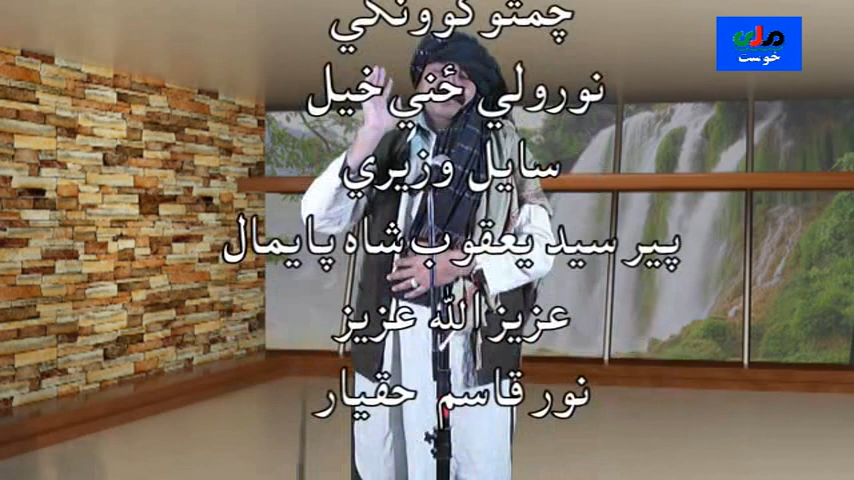 چمتو کوونکي
نورولي ځني خيل
سايل وزيري
پير سيد يعقوب شاه پايمال
عزيز الله عزيز
نور قاسم حقيار
ملي
خوست